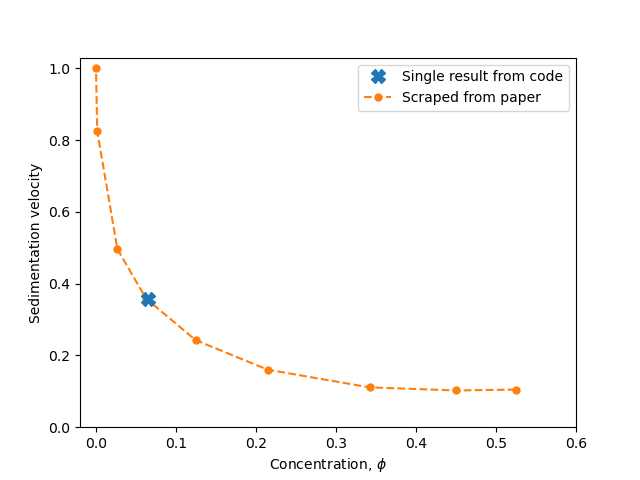 1.0
0.8
0.6
0.4
0.2
0.0
Sedimentation velocity
Single result from code
Scraped from paper
0.0 0.1 0.2 0.3 0.4 0.5 0.6
Concentration, ϕ